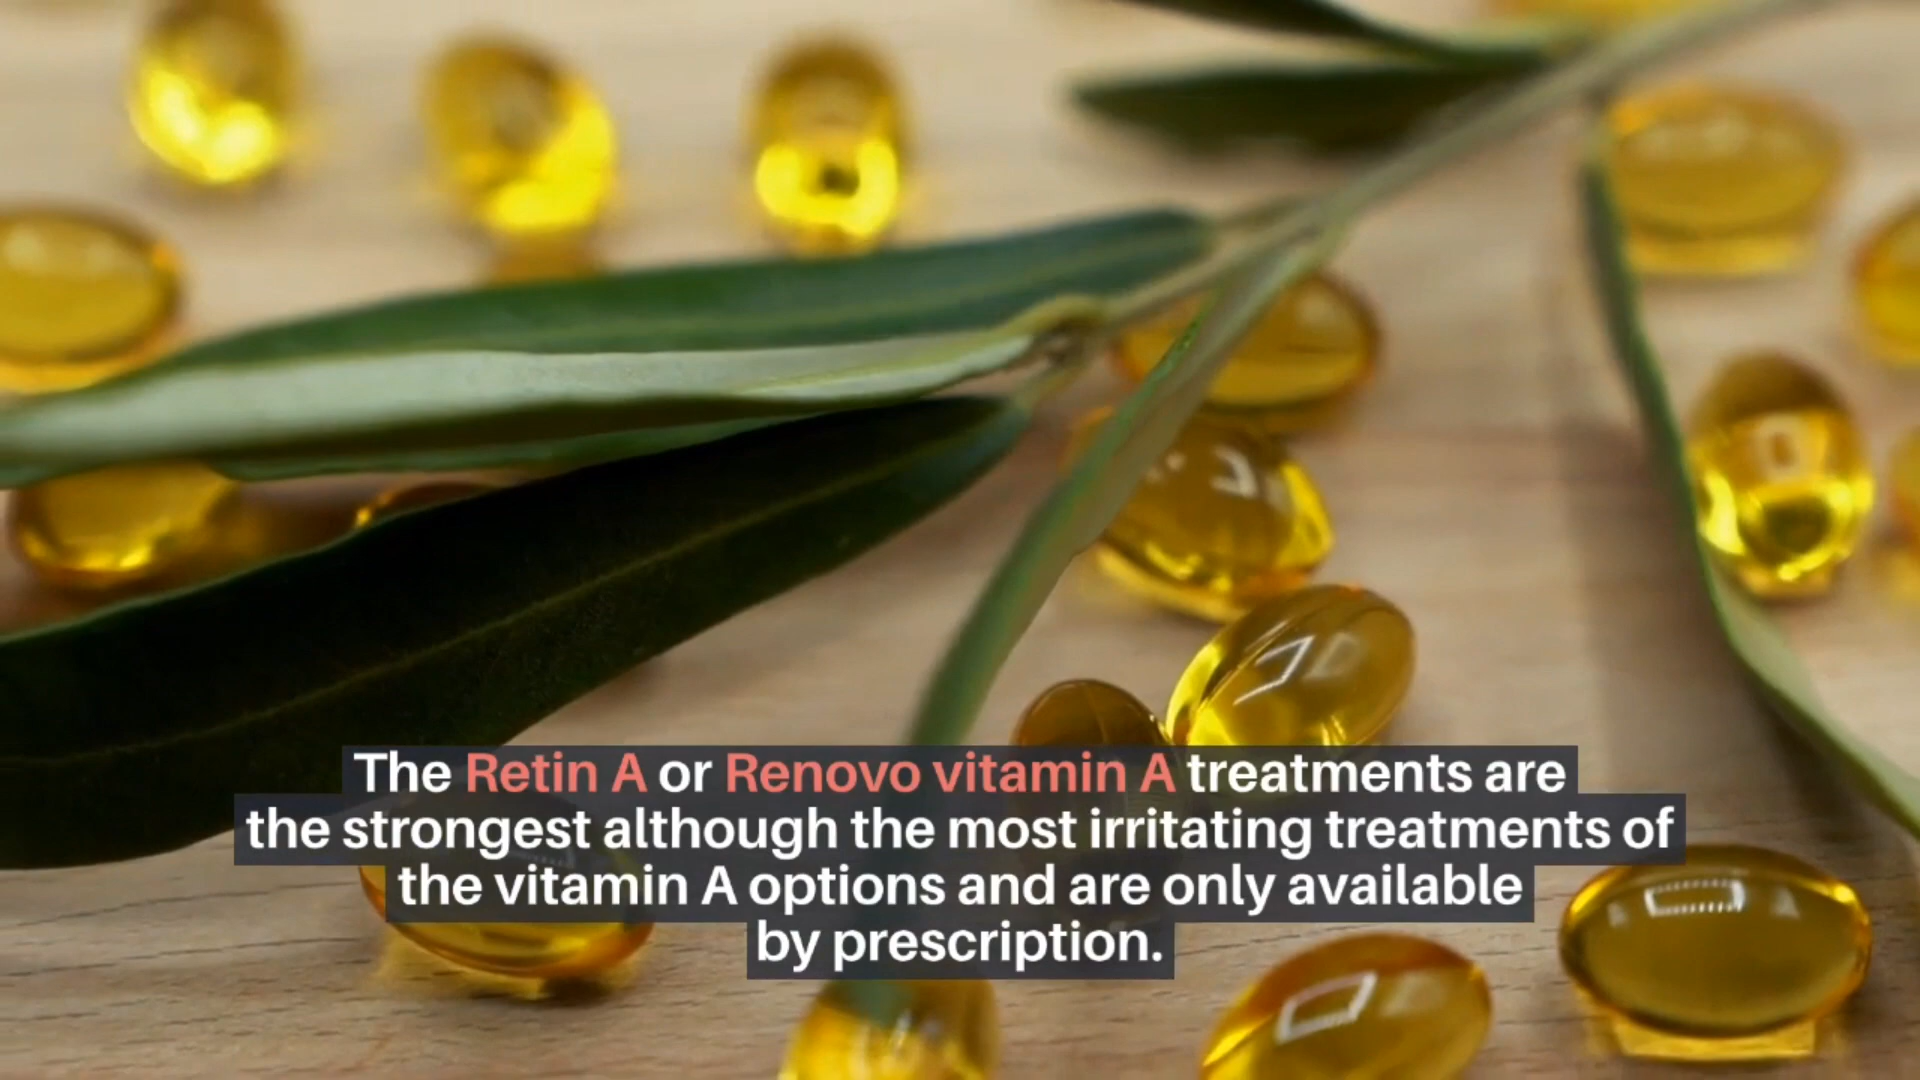 The Retin A or Renovo vitamin A treatments are
the strongest although the most irritating treatments of
the vitamin A options and are only available
by prescription.